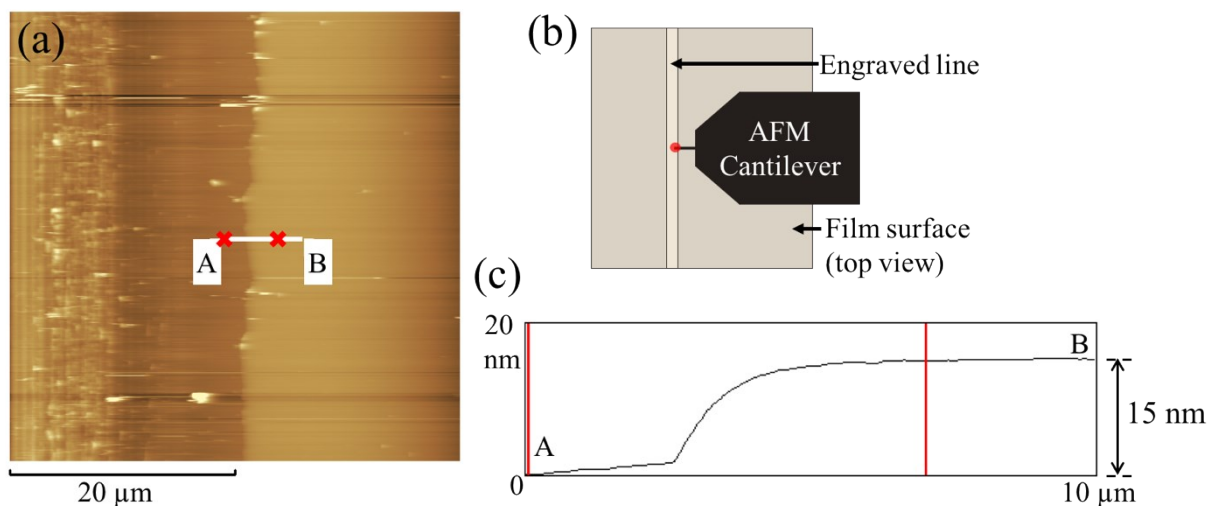 (a)
A
B
20 µm
(b)
Engraved line
AFM
Cantilever
Film surface
(top view)
(c)
20
nm
A
B
15 nm
0
10 µm